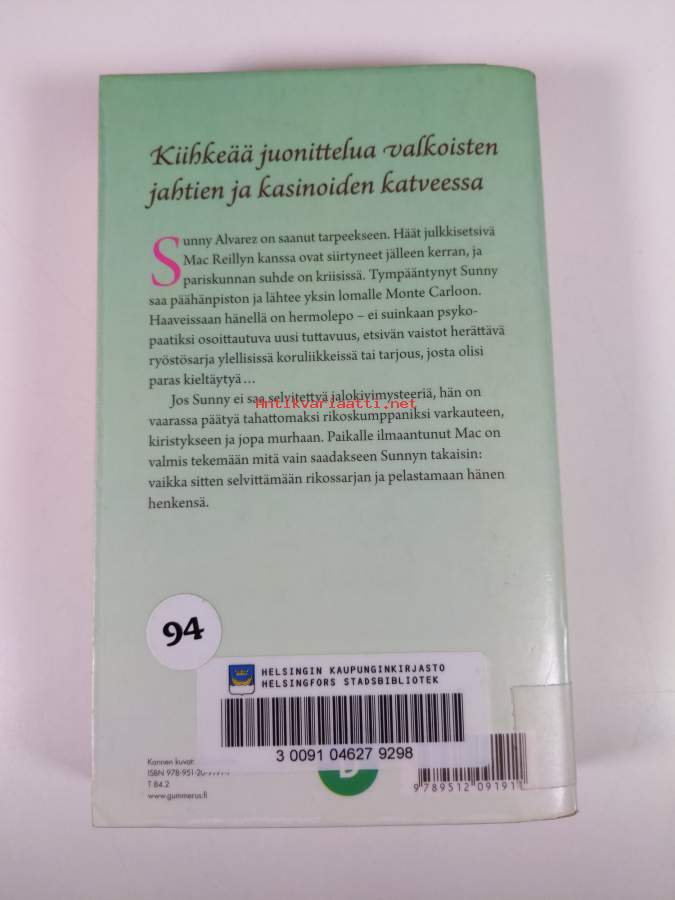 Kiihkeää juonittelua valkoisten
jahtien ja kasinoiden katveessa
Sunny Alvarez on saanut tarpeekseen. Häät julkkisetsivä
Mac Reillyn kanssa ovat siirtyneet jälleen kerran, ja
pariskunnan suhde on kriisissä. Tympääntynyt Sunny
saa päähänpiston ja lähtee yksin lomalle Monte Carloon.
Haaveissaan hänellä on hermolepo – ei suinkaan psyko-
paatiksi osoittautuva uusi tuttavuus, etsivän vaistot herättävä
ryöstösarja ylellisissä koruliikkeissä tai tarjous, josta olisi
paras kieltäytyä ...
Jos Sunny ei saa selvitettyä jalokivimysteeriä, hän on
Antikvariaatti.net
vaarassa päätyä tahattomaksi rikoskumppaniksi varkauteen,
kiristykseen ja jopa murhaan. Paikalle ilmaantunut Mac on
valmis tekemään mitä vain saadakseen Sunnyn takaisin:
vaikka sitten selvittämään rikossarjan ja pelastamaan hänen
henkensä.
94
HELSINGIN KAUPUNGINKIRJASTO
HELSINGFORS STADSBIBLIOTEK
3 0091 04627 9298
Kannen kuvat:
ISBN 978-951-20-
T 84.2
www.gummerus.fi
9 789512 09191